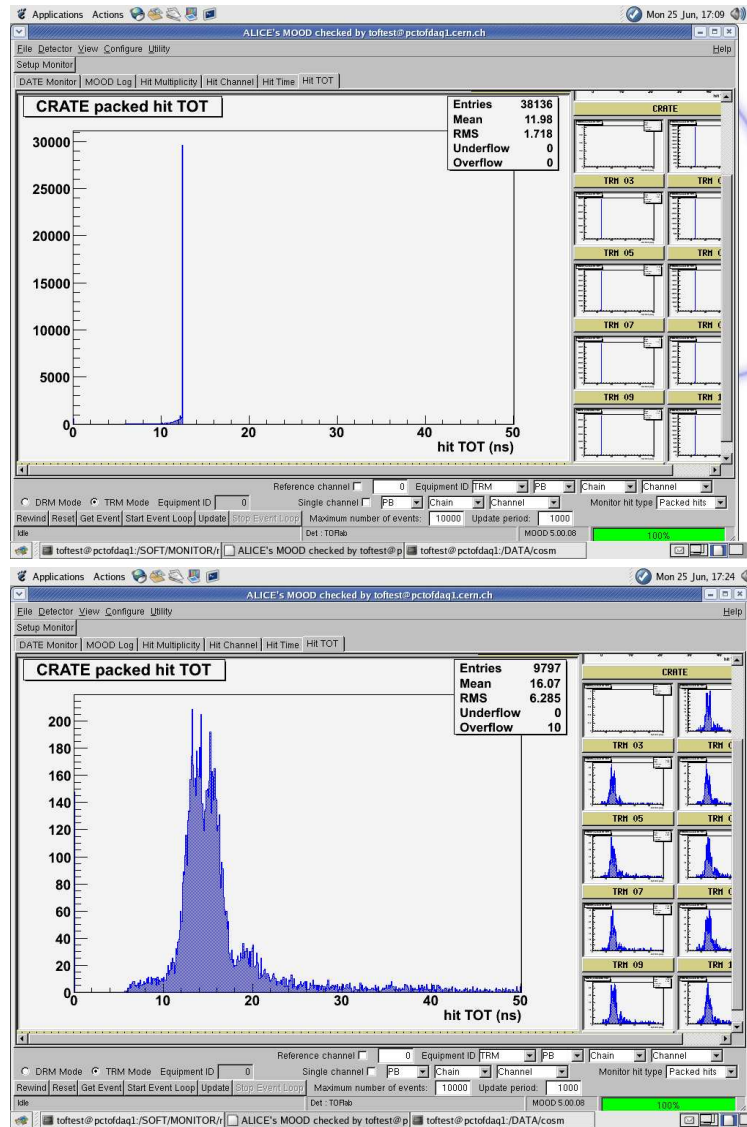 Applications Actions Mon 25 Jun, 17:09
ALICE's MOOD checked by toftest@pctofdaq1.cern.ch
File Detector View Configure Utility Help
Setup Monitor
DATE Monitor MOOD Log Hit Multiplicity Hit Channel Hit Time Hit TOT
CRATE packed hit TOT
Entries 38136
Mean 11.98
RMS 1.718
Underflow 0
Overflow 0
30000
25000
20000
15000
10000
5000
0
0 10 20 30 40 50
hit TOT (ns)
CRATE
TRM 03 TRM
TRM 05 TRM
TRM 07 TRM
TRM 09 TRM 1
Reference channel 0 Equipment ID TRM PB Chain Channel
DRM Mode TRM Mode Equipment ID 0 Single channel PB Chain Channel Monitor hit type Packed hits
Rewind Reset Get Event Start Event Loop Update Stop Event Loop Maximum number of events: 10000 Update period: 1000
Idle Det : TOFlab MOOD 5.00.08 100%
toftest@pctofdaq1:/SOFT/MONITOR/r ALICE's MOOD checked by toftest@p toftest@pctofdaq1:/DATA/cosm
Applications Actions Mon 25 Jun, 17:24
ALICE's MOOD checked by toftest@pctofdaq1.cern.ch
File Detector View Configure Utility Help
Setup Monitor
DATE Monitor MOOD Log Hit Multiplicity Hit Channel Hit Time Hit TOT
CRATE packed hit TOT
Entries 9797
Mean 16.07
RMS 6.285
Underflow 0
Overflow 10
200
180
160
140
120
100
80
60
40
20
0
0 10 20 30 40 50
hit TOT (ns)
CRATE
TRM 03 TRM
TRM 05 TRM
TRM 07 TRM
TRM 09 TRM 1
Reference channel 0 Equipment ID TRM PB Chain Channel
DRM Mode TRM Mode Equipment ID 0 Single channel PB Chain Channel Monitor hit type Packed hits
Rewind Reset Get Event Start Event Loop Update Stop Event Loop Maximum number of events: 10000 Update period: 1000
Idle Det : TOFlab MOOD 5.00.08 100%
toftest@pctofdaq1:/SOFT/MONITOR/r ALICE's MOOD checked by toftest@p toftest@pctofdaq1:/DATA/cosm